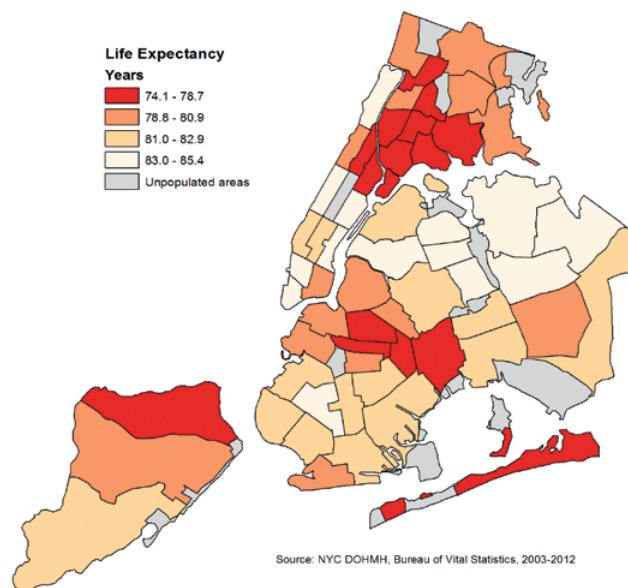 Life Expectancy
Years
74.1 - 78.7
78.8 - 80.9
81.0 - 82.9
83.0 - 85.4
Unpopulated areas
Source: NYC DOHMH, Bureau of Vital Statistics, 2003-2012